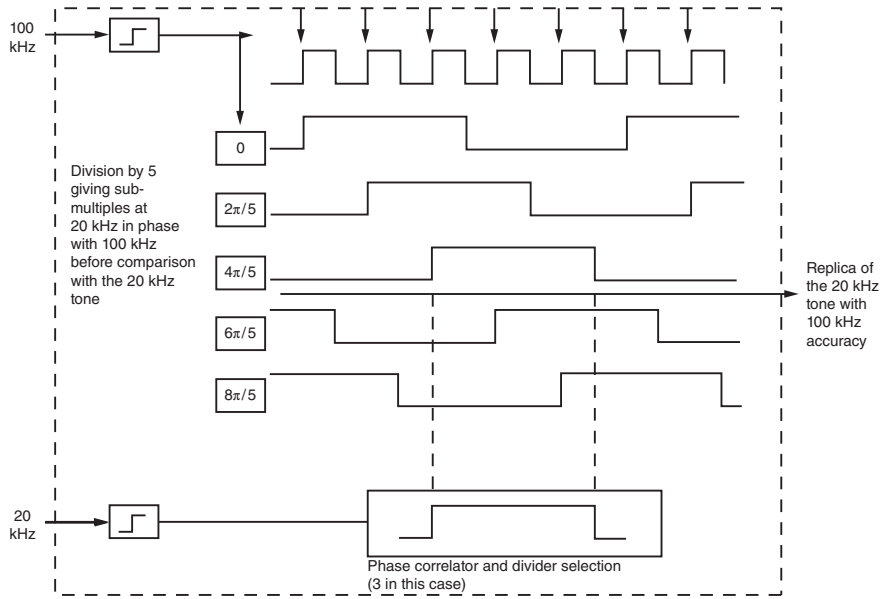 100
kHz
0
Division by 5
giving sub-
multiples at
20 kHz in phase
with 100 kHz
before comparison
with the 20 kHz
tone
2π/5
4π/5
6π/5
8π/5
Replica of
the 20 kHz
tone with
100 kHz
accuracy
20
kHz
Phase correlator and divider selection
(3 in this case)